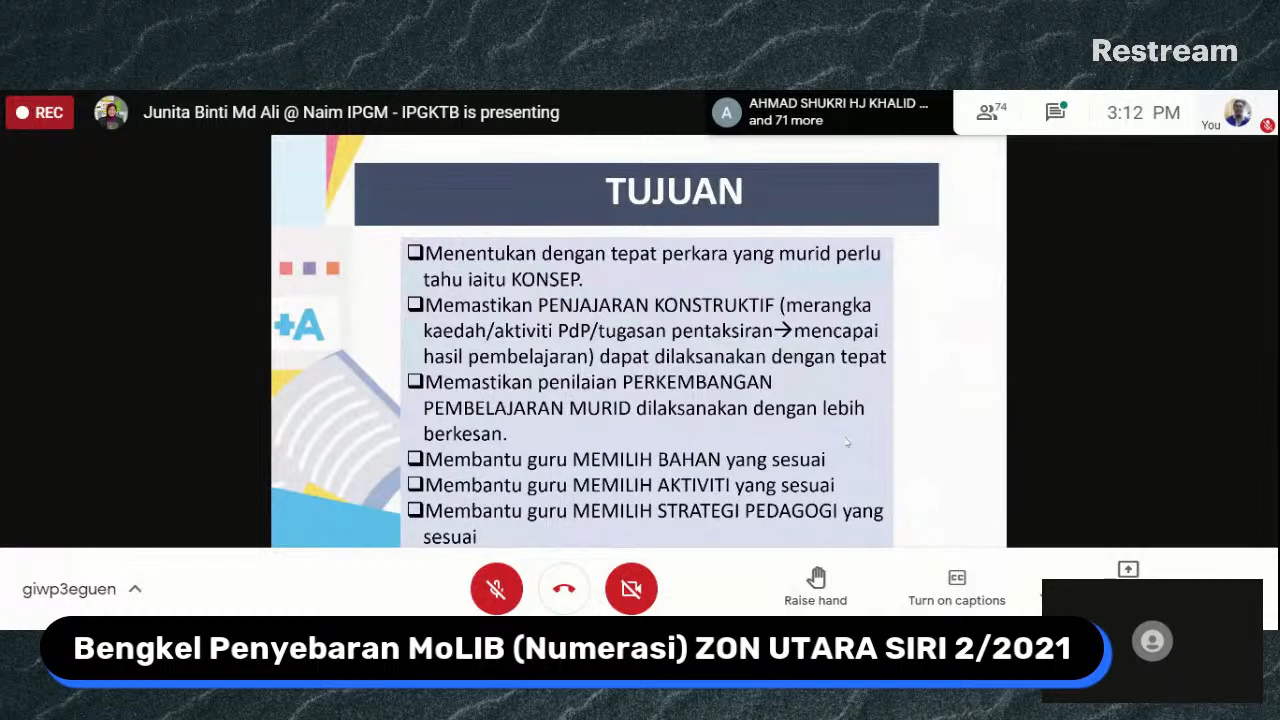 Restream
REC
Junita Binti Md Ali @ Naim IPGM - IPGKTB is presenting
A
AHMAD SHUKRI HJ KHALID ...
and 71 more
74
3:12 PM
You
TUJUAN
❑Menentukan dengan tepat perkara yang murid perlu
tahu iaitu KONSEP.
❑Memastikan PENJAJARAN KONSTRUKTIF (merangka
kaedah/aktiviti PdP/tugasan pentaksiran→mencapai
hasil pembelajaran) dapat dilaksanakan dengan tepat
❑Memastikan penilaian PERKEMBANGAN
PEMBELAJARAN MURID dilaksanakan dengan lebih
berkesan.
❑Membantu guru MEMILIH BAHAN yang sesuai
❑Membantu guru MEMILIH AKTIVITI yang sesuai
❑Membantu guru MEMILIH STRATEGI PEDAGOGI yang
sesuai
+A
giwp3eguen
Raise hand
CC
Turn on captions
Bengkel Penyebaran MoLIB (Numerasi) ZON UTARA SIRI 2/2021